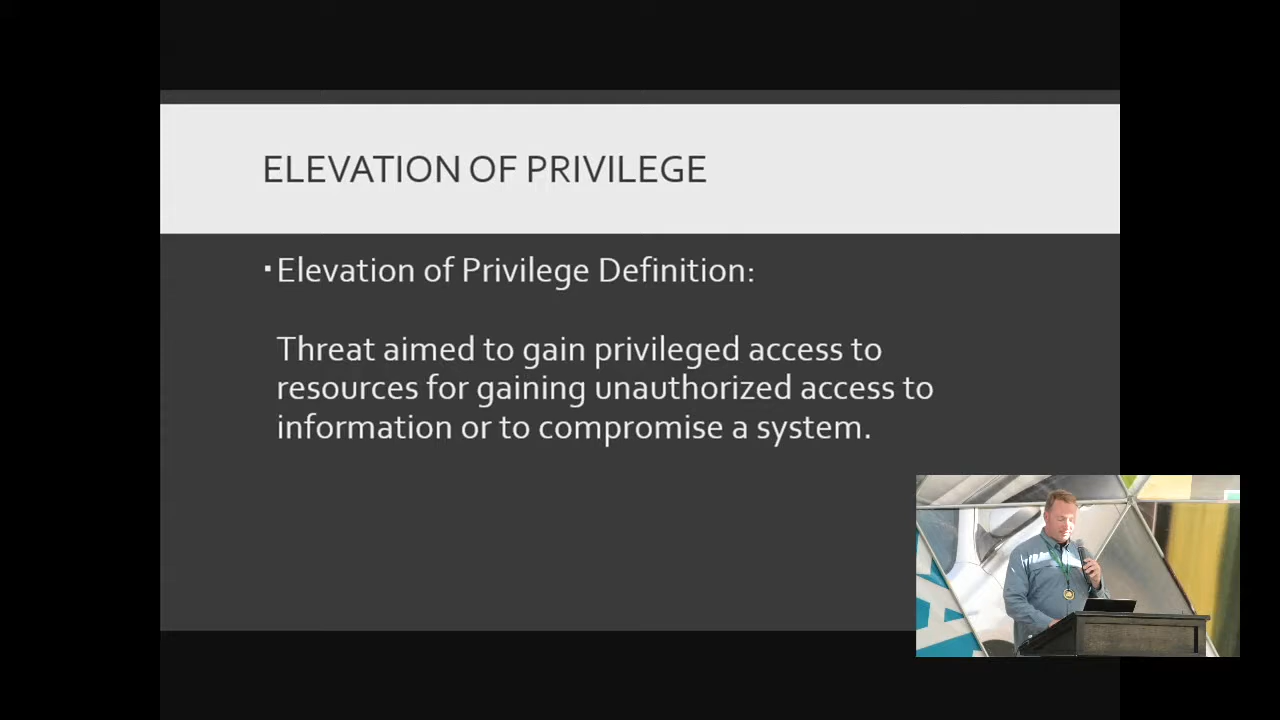 ELEVATION OF PRIVILEGE
▪ Elevation of Privilege Definition:
Threat aimed to gain privileged access to
resources for gaining unauthorized access to
information or to compromise a system.